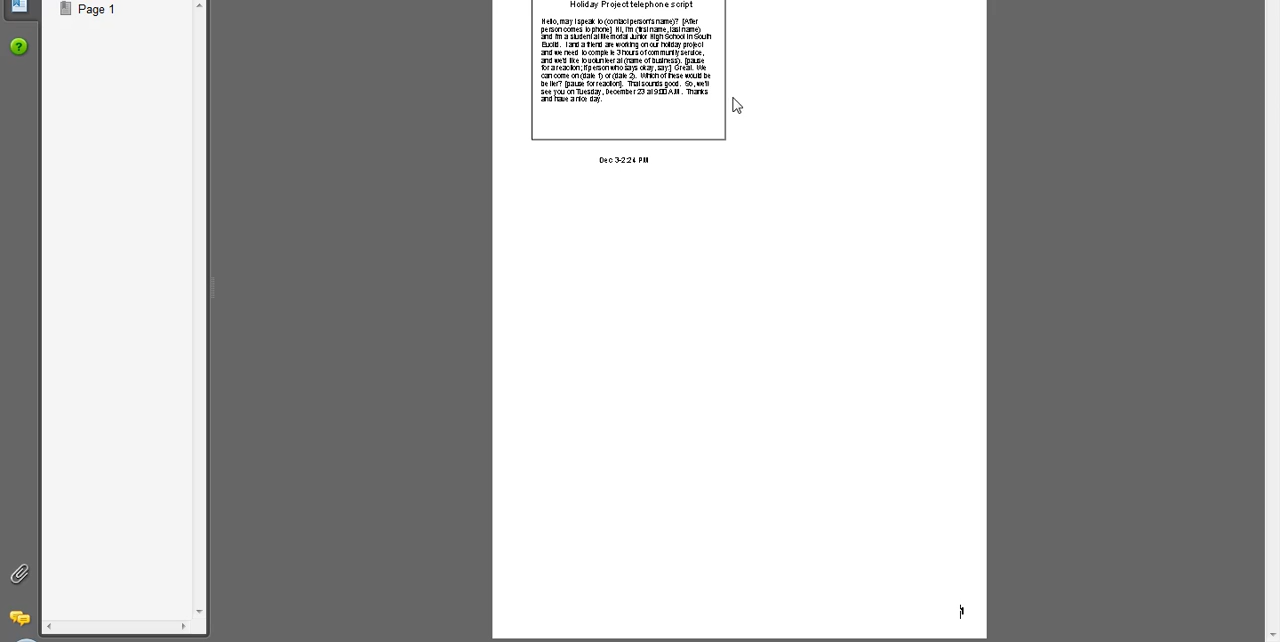 Page 1
Holiday Project telephone script
Hello, may I speak to (contact person's name)? [After
person comes to phone] Hi, I'm (first name, last name)
and I'm a student at Memorial Junior High School in South
Euclid. I and a friend are working on our holiday project
and we need to complete 3 hours of community service,
and we'd like to volunteer at (name of business). [pause
for a reaction; if person who says okay, say:] Great. We
can come on (date 1) or (date 2). Which of these would be
better? [pause for reaction]. That sounds good. So, we'll
see you on Tuesday, December 23 at 9:00 AM. Thanks
and have a nice day.
Dec 3-2:24 PM
1